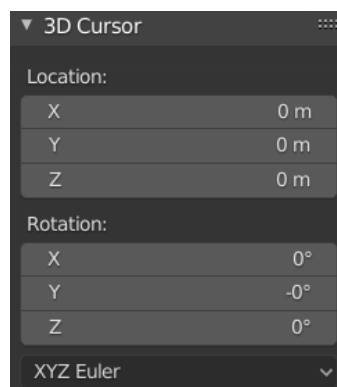 3D Cursor
Location:
X 0 m
Y 0 m
Z 0 m
Rotation:
X 0°
Y -0°
Z 0°
XYZ Euler